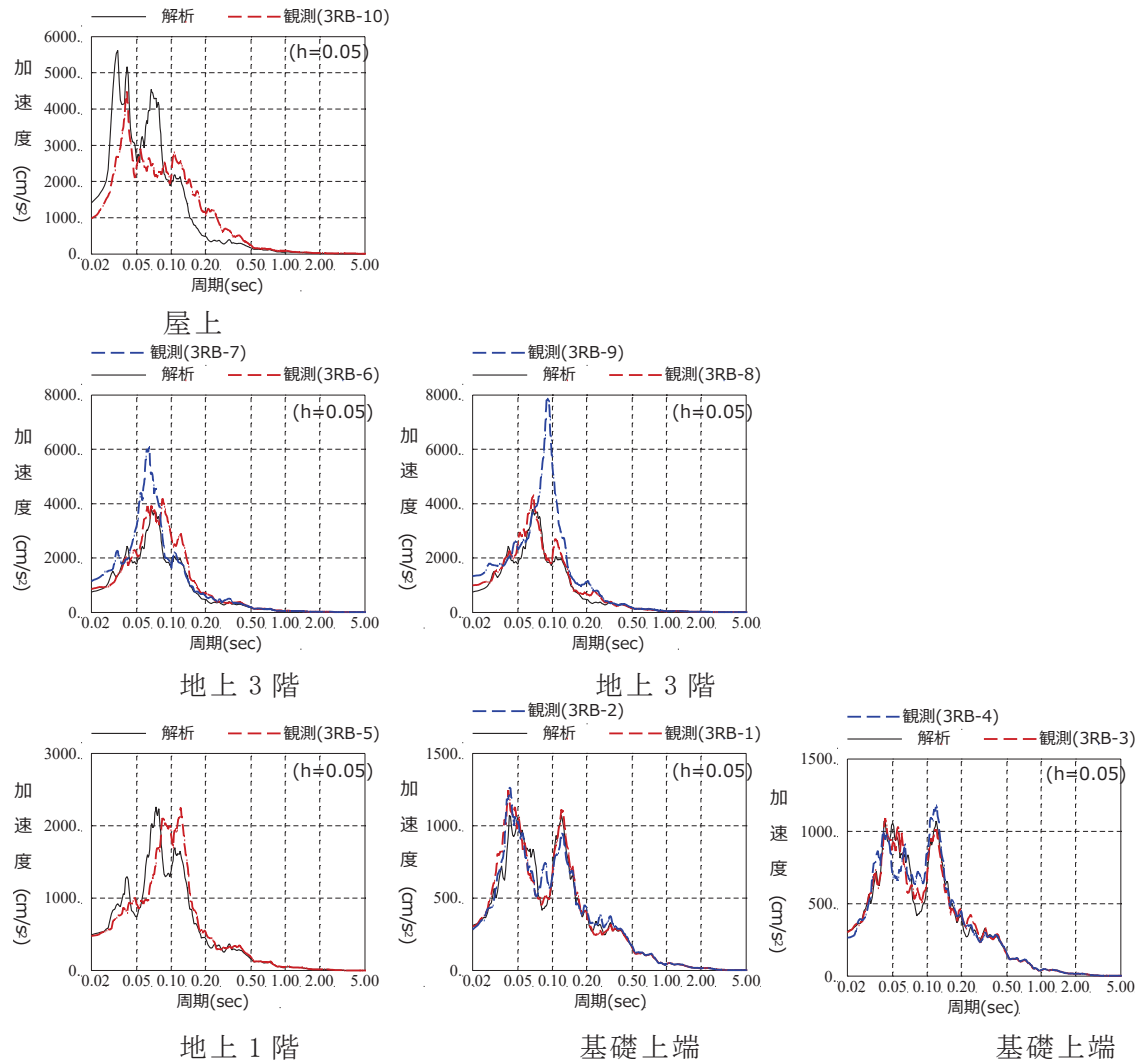 解析 観測(3RB-10)
(h=0.05)
加速度 (cm/s²)
6000.
5000.
4000.
3000.
2000.
1000.
0.
0.02 0.05 0.10 0.20 0.50 1.00 2.00 5.00
周期(sec)
屋上
観測(3RB-7)
解析 観測(3RB-6)
(h=0.05)
加速度 (cm/s²)
8000.
6000.
4000.
2000.
0.
0.02 0.05 0.10 0.20 0.50 1.00 2.00 5.00
周期(sec)
地上3階
観測(3RB-9)
解析 観測(3RB-8)
(h=0.05)
加速度 (cm/s²)
8000.
6000.
4000.
2000.
0.
0.02 0.05 0.10 0.20 0.50 1.00 2.00 5.00
周期(sec)
地上3階
解析 観測(3RB-5)
(h=0.05)
加速度 (cm/s²)
3000.
2000.
1000.
0.
0.02 0.05 0.10 0.20 0.50 1.00 2.00 5.00
周期(sec)
地上1階
観測(3RB-2)
解析 観測(3RB-1)
(h=0.05)
加速度 (cm/s²)
1500.
1000.
500.
0.
0.02 0.05 0.10 0.20 0.50 1.00 2.00 5.00
周期(sec)
基礎上端
観測(3RB-4)
解析 観測(3RB-3)
(h=0.05)
加速度 (cm/s²)
1500.
1000.
500.
0.
0.02 0.05 0.10 0.20 0.50 1.00 2.00 5.00
周期(sec)
基礎上端